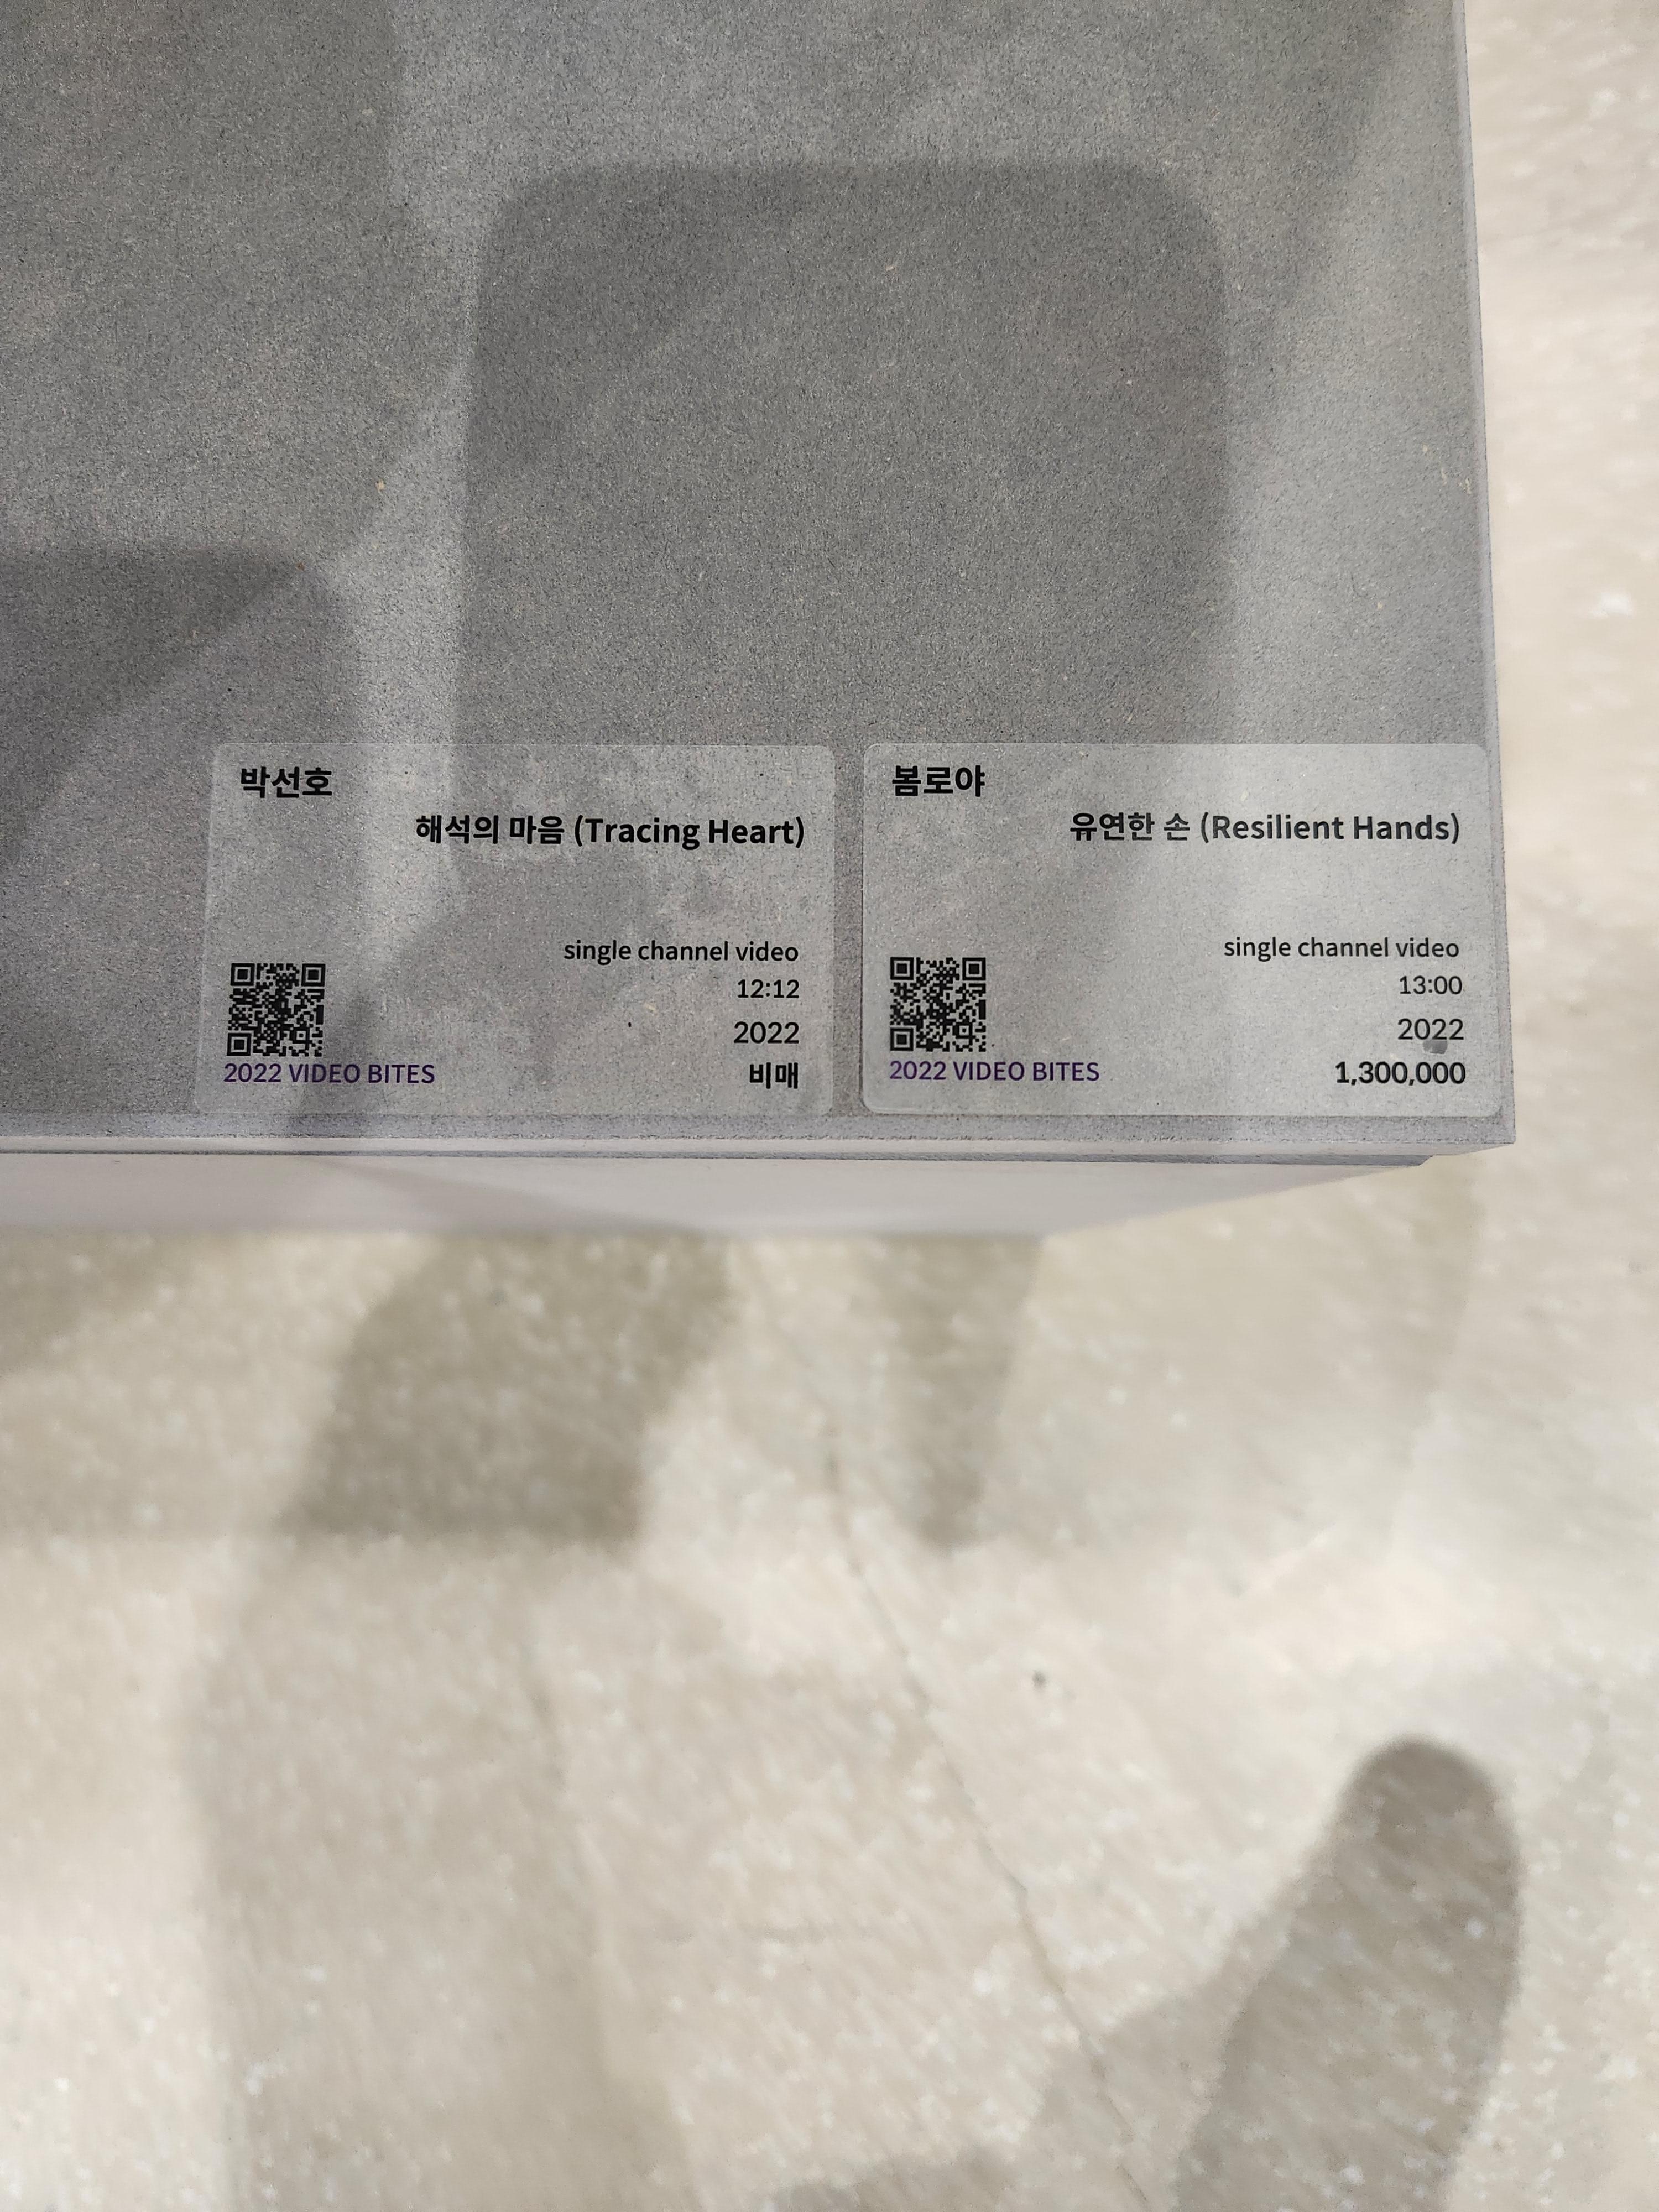 박선호
해석의 마음 (Tracing Heart)
single channel video
12:12
2022
2022 VIDEO BITES
비매
봄로야
유연한 손 (Resilient Hands)
single channel video
13:00
2022
2022 VIDEO BITES
1,300,000